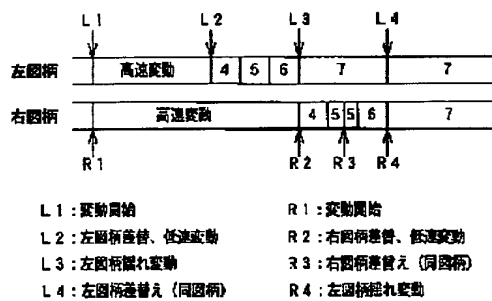 L1 L2 L3 L4
左図柄 高速変動 4 5 6 7 7
右図柄 高速変動 4 5 5 6 7
R1 R2 R3 R4
L1：変動開始 R1：変動開始
L2：左図柄差替、低速変動 R2：右図柄差替、低速変動
L3：左図柄揺れ変動 R3：右図柄差替え（同図柄）
L4：左図柄差替え（同図柄） R4：左図柄揺れ変動